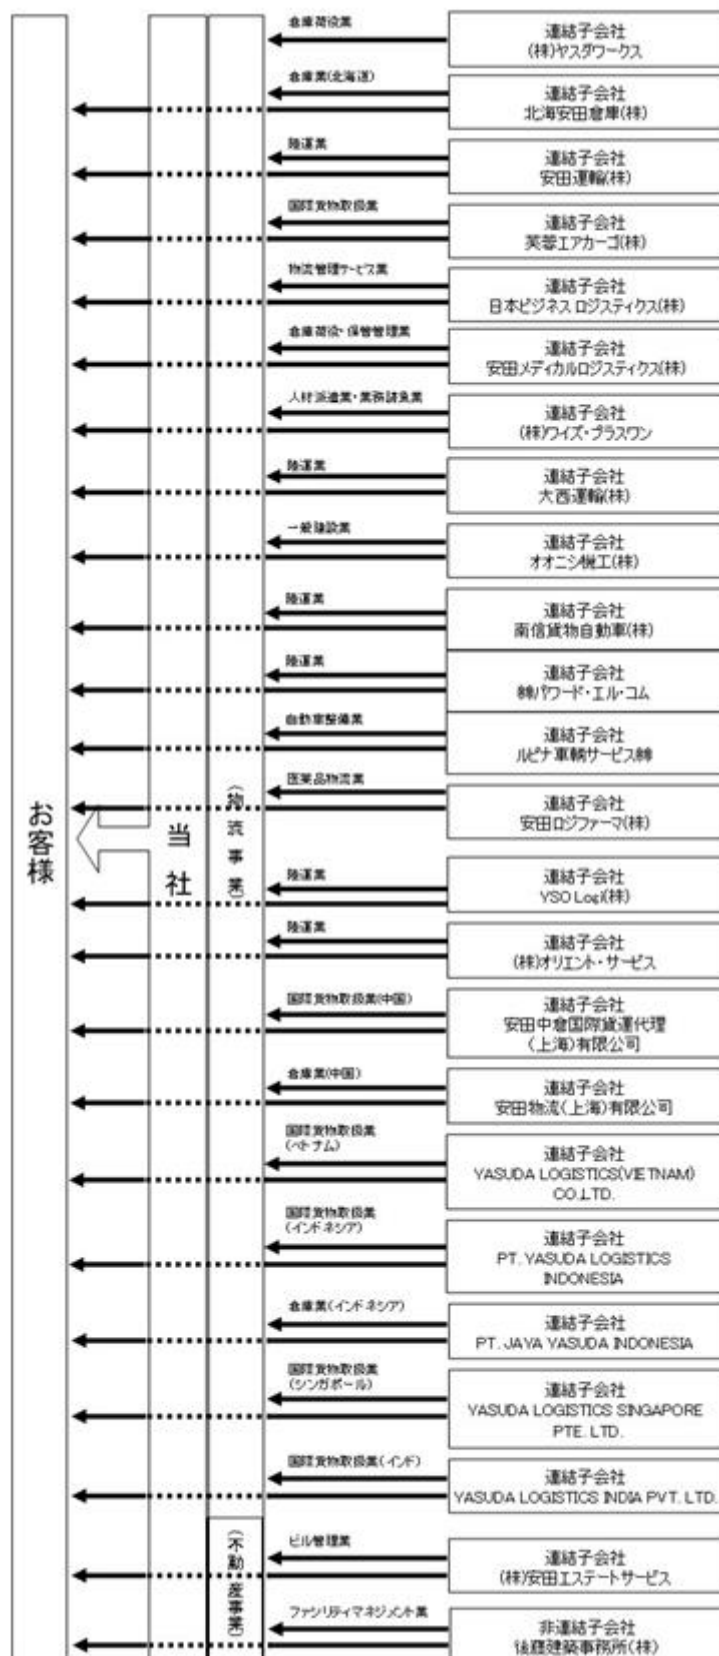 倉庫荷役業
連結子会社
(株)ヤスダワークス
倉庫業(北海道)
連結子会社
北海安田倉庫(株)
陸運業
連結子会社
安田運輸(株)
国際貨物取扱業
連結子会社
芙蓉エアカーゴ(株)
物流管理サービス業
連結子会社
日本ビジネス ロジスティクス(株)
倉庫荷役・保管管理業
連結子会社
安田メディカルロジスティクス(株)
人材派遣業・業務請負業
連結子会社
(株)ワイズ・プラスワン
陸運業
連結子会社
大西運輸(株)
一般建設業
連結子会社
オオニシ機工(株)
陸運業
連結子会社
南信貨物自動車(株)
陸運業
連結子会社
㈱パワード・エル・コム
自動車整備業
連結子会社
ルビナ車輌サービス㈱
医薬品物流業
連結子会社
安田ロジファーマ(株)
お客様
当社
(物流事業)
陸運業
連結子会社
YSO Logi(株)
陸運業
連結子会社
(株)オリエント・サービス
国際貨物取扱業(中国)
連結子会社
安田中倉国際貨運代理
(上海)有限公司
倉庫業(中国)
連結子会社
安田物流(上海)有限公司
国際貨物取扱業
(ベトナム)
連結子会社
YASUDA LOGISTICS(VIETNAM)
CO.LTD.
国際貨物取扱業
(インドネシア)
連結子会社
PT. YASUDA LOGISTICS
INDONESIA
倉庫業(インドネシア)
連結子会社
PT. JAYA YASUDA INDONESIA
国際貨物取扱業
(シンガポール)
連結子会社
YASUDA LOGISTICS SINGAPORE
PTE. LTD.
国際貨物取扱業(インド)
連結子会社
YASUDA LOGISTICS INDIA PVT. LTD.
(不動産事業)
ビル管理業
連結子会社
(株)安田エステートサービス
ファシリティマネジメント業
非連結子会社
後藤建築事務所(株)